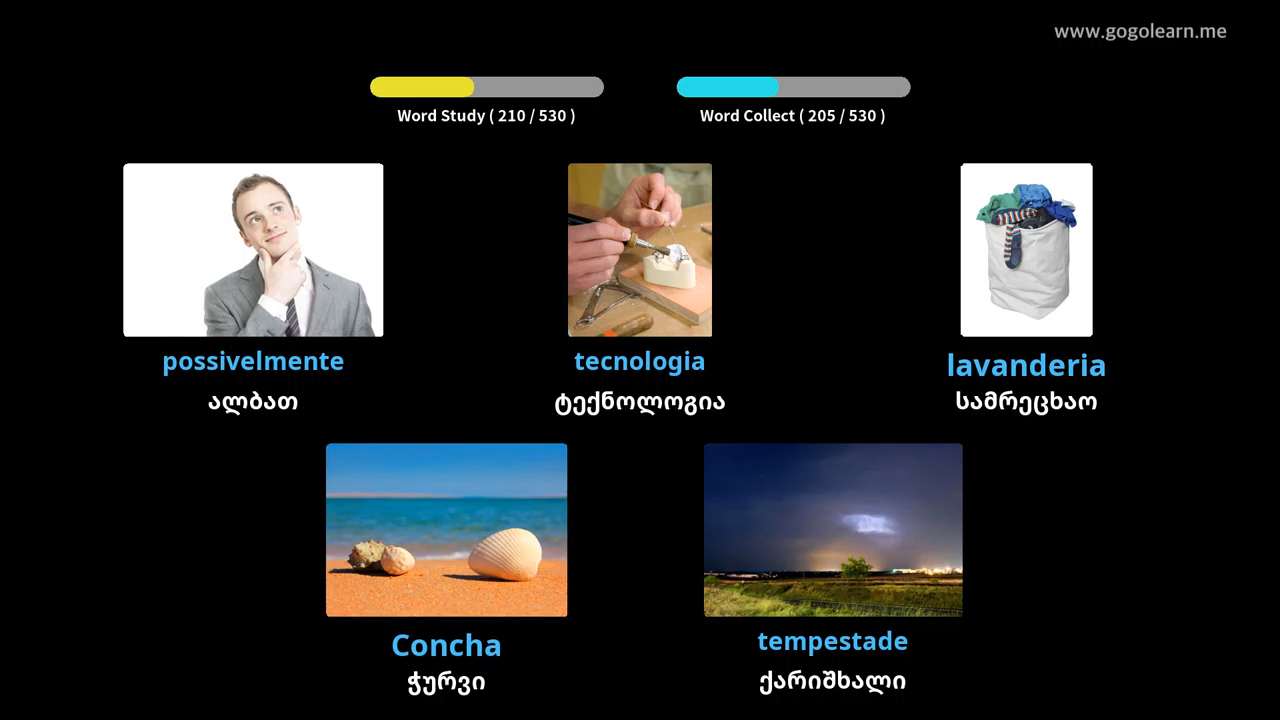 www.gogolearn.me
Word Study ( 210 / 530 )
Word Collect ( 205 / 530 )
possivelmente
tecnologia
lavanderia
ალბათ
ტექნოლოგია
სამრეცხაო
Concha
tempestade
ჭურვი
ქარიშხალი